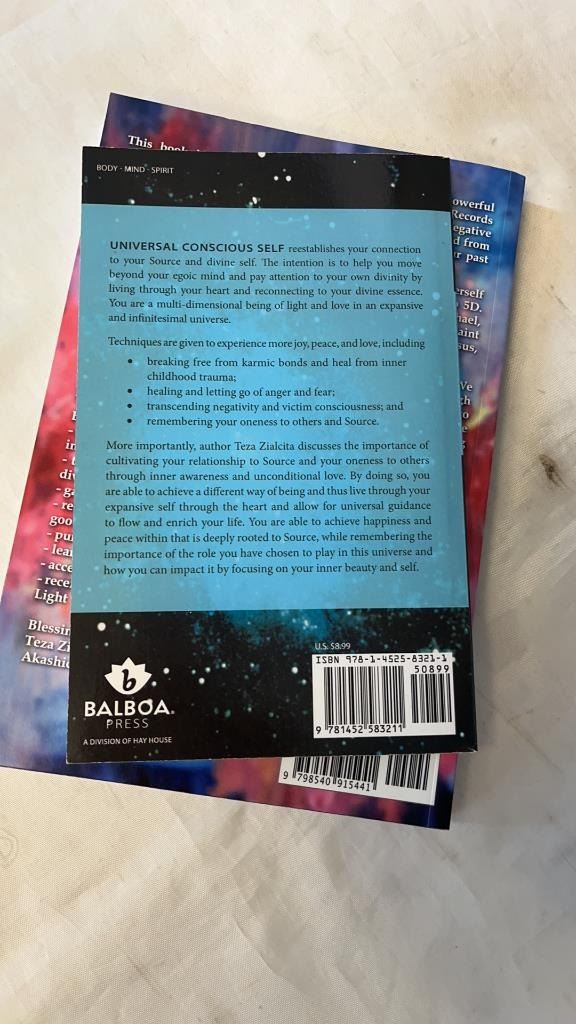 This
BODY - MIND - SPIRIT
UNIVERSAL CONSCIOUS SELF reestablishes your connection
to your Source and divine self. The intention is to help you move
beyond your egoic mind and pay attention to your own divinity by
living through your heart and reconnecting to your divine essence.
You are a multi-dimensional being of light and love in an expansive
and infinitesimal universe.
Techniques are given to experience more joy, peace, and love, including
• breaking free from karmic bonds and heal from inner
childhood trauma;
• healing and letting go of anger and fear;
• transcending negativity and victim consciousness; and
• remembering your oneness to others and Source.
More importantly, author Teza Zialcita discusses the importance of
cultivating your relationship to Source and your oneness to others
through inner awareness and unconditional love. By doing so, you
are able to achieve a different way of being and thus live through your
expansive self through the heart and allow for universal guidance
to flow and enrich your life. You are able to achieve happiness and
peace within that is deeply rooted to Source, while remembering the
importance of the role you have chosen to play in this universe and
how you can impact it by focusing on your inner beauty and self.
BALBOA
PRESS
A DIVISION OF HAY HOUSE
U.S. $8.99
ISBN 978-1-4525-8321-1
50899
9 781452 583211
owerful
Records
egative
d from
ur past
erself
5D.
ael,
aint
sus,
We
gh
to
- lear
- acce
- rece
Light
Blessin
Teza Zi
Akashic
9 798540 915441